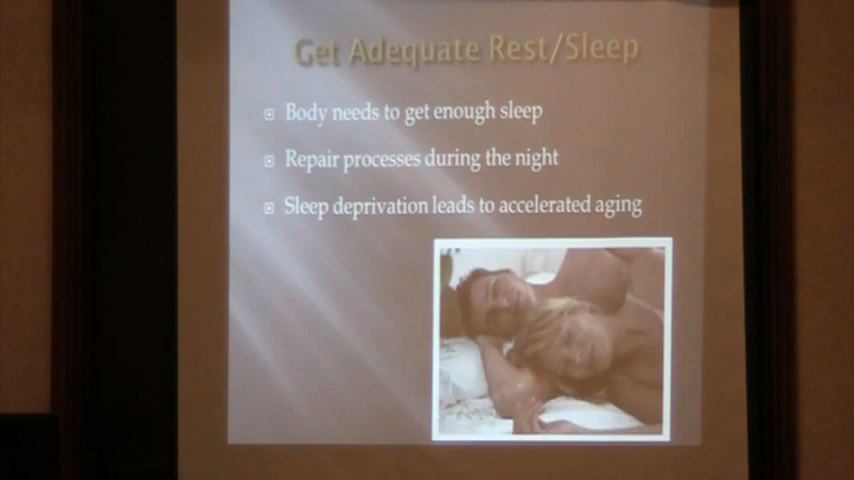 Get Adequate Rest/Sleep
Body needs to get enough sleep
Repair processes during the night
Sleep deprivation leads to accelerated aging